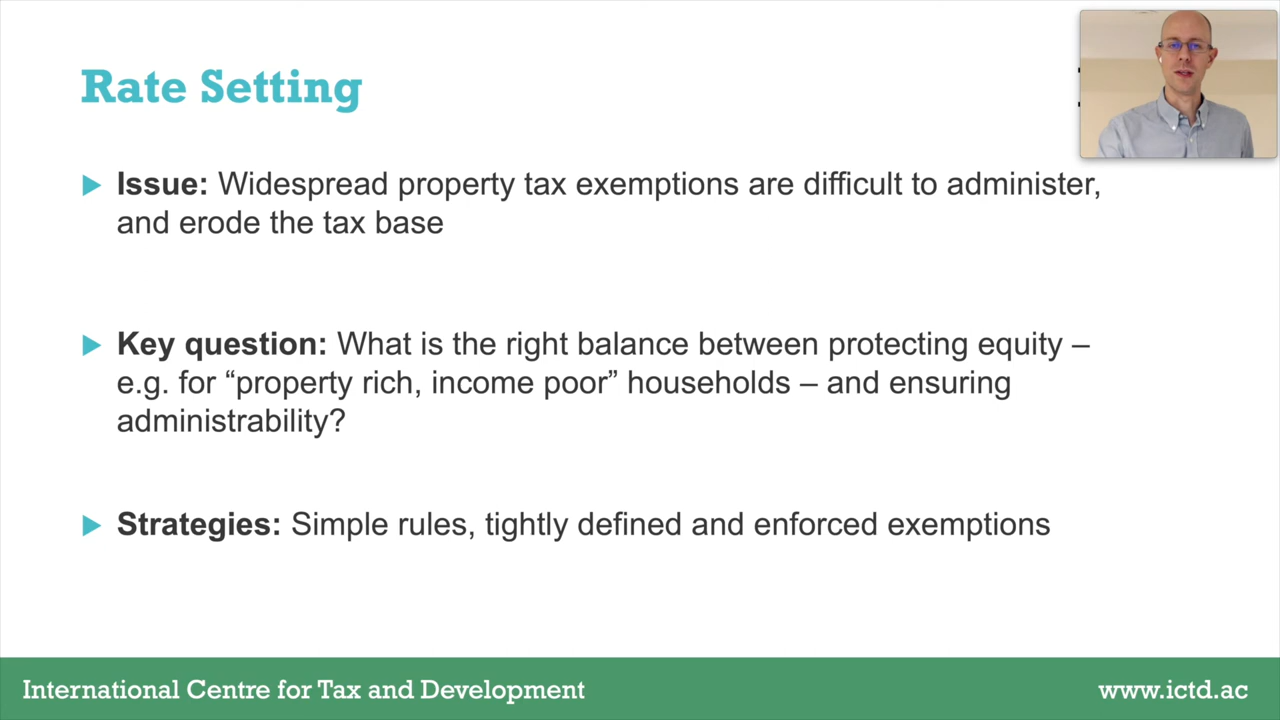 Rate Setting
Issue: Widespread property tax exemptions are difficult to administer,
and erode the tax base
Key question: What is the right balance between protecting equity –
e.g. for “property rich, income poor” households – and ensuring
administrability?
Strategies: Simple rules, tightly defined and enforced exemptions
International Centre for Tax and Development
www.ictd.ac